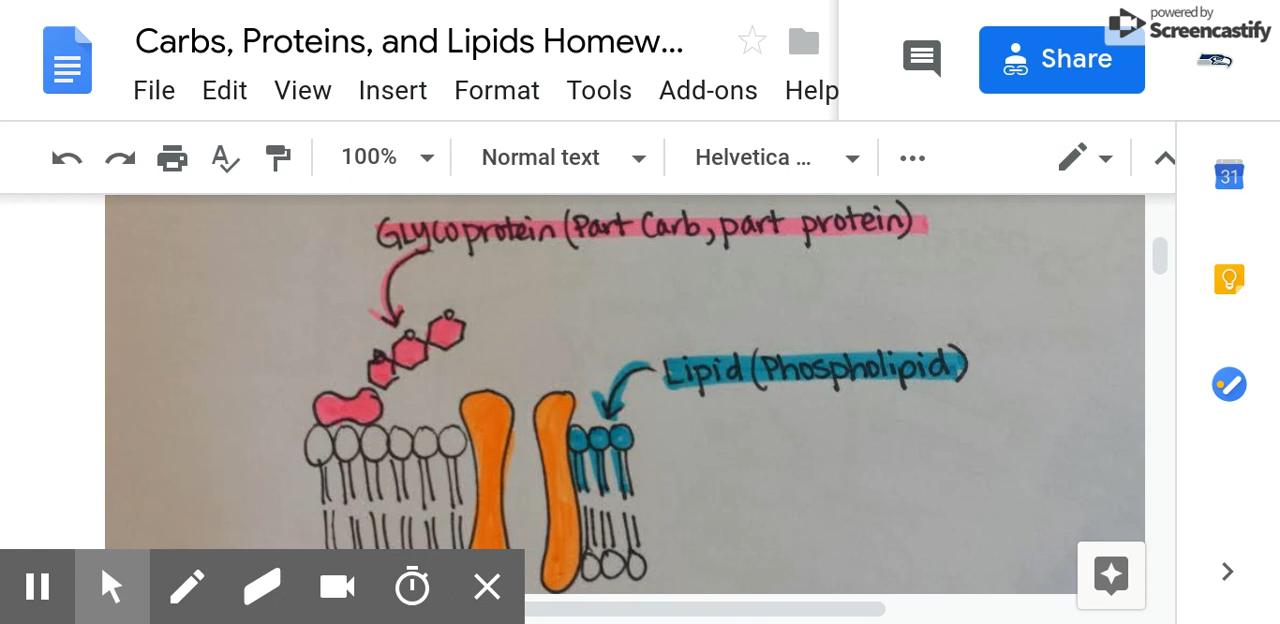 powered by
Screencastify
Carbs, Proteins, and Lipids Homew...
Share
File Edit View Insert Format Tools Add-ons Help
100% Normal text Helvetica ...
31
Glycoprotein (Part Carb, part protein)
Lipid (Phospholipid)